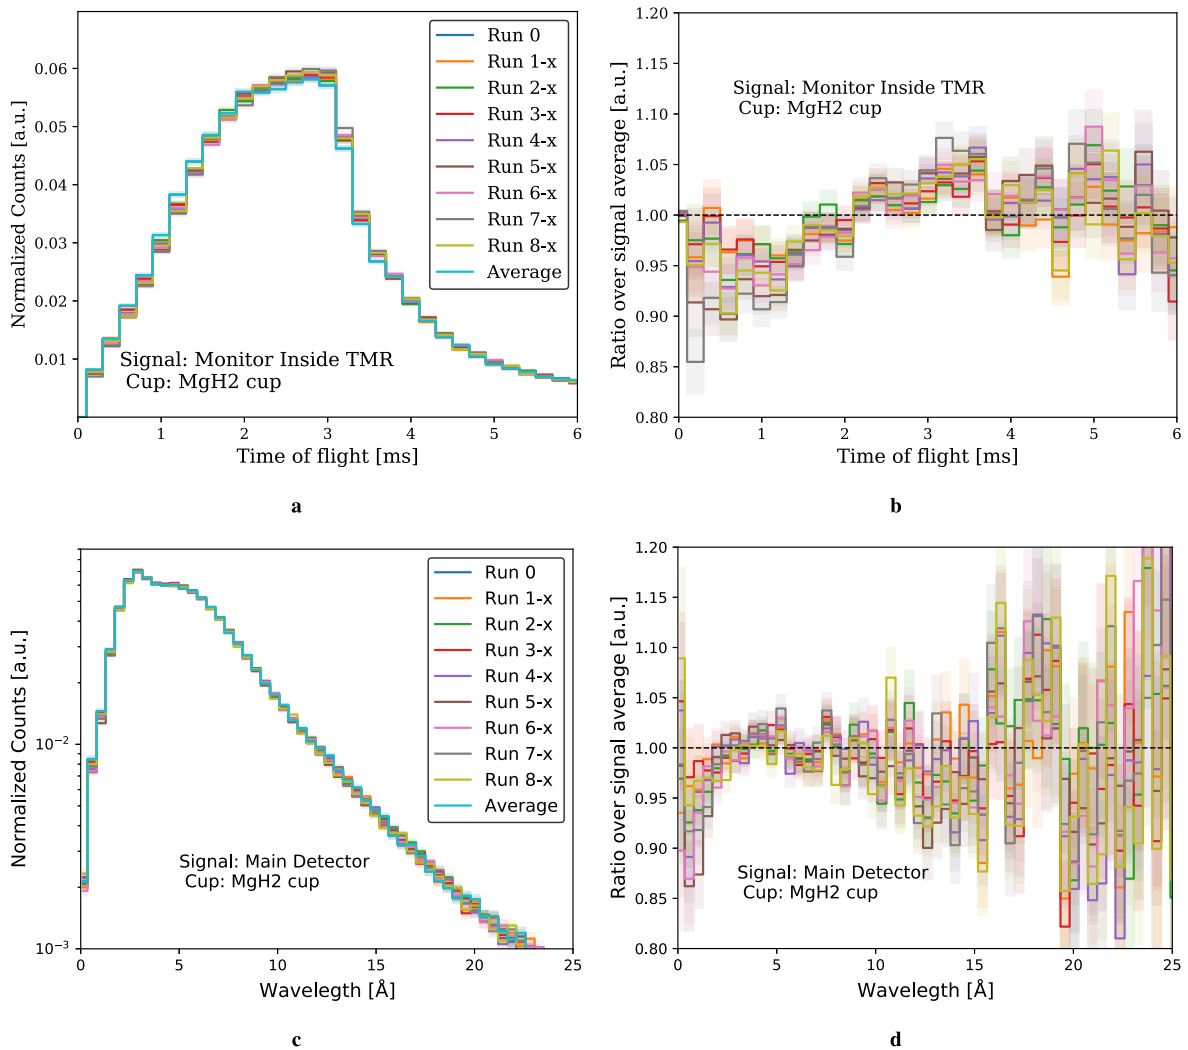 Normalized Counts [a.u.]
0.06
0.05
0.04
0.03
0.02
0.01
Run 0
Run 1-x
Run 2-x
Run 3-x
Run 4-x
Run 5-x
Run 6-x
Run 7-x
Run 8-x
Average
Signal: Monitor Inside TMR
Cup: MgH2 cup
0 1 2 3 4 5 6
Time of flight [ms]
a
Ratio over signal average [a.u.]
1.20
1.15
1.10
1.05
1.00
0.95
0.90
0.85
0.80
Signal: Monitor Inside TMR
Cup: MgH2 cup
0 1 2 3 4 5 6
Time of flight [ms]
b
Normalized Counts [a.u.]
10−2
10−3
Run 0
Run 1-x
Run 2-x
Run 3-x
Run 4-x
Run 5-x
Run 6-x
Run 7-x
Run 8-x
Average
Signal: Main Detector
Cup: MgH2 cup
0 5 10 15 20 25
Wavelegth [Å]
c
Ratio over signal average [a.u.]
1.20
1.15
1.10
1.05
1.00
0.95
0.90
0.85
0.80
Signal: Main Detector
Cup: MgH2 cup
0 5 10 15 20 25
Wavelegth [Å]
d